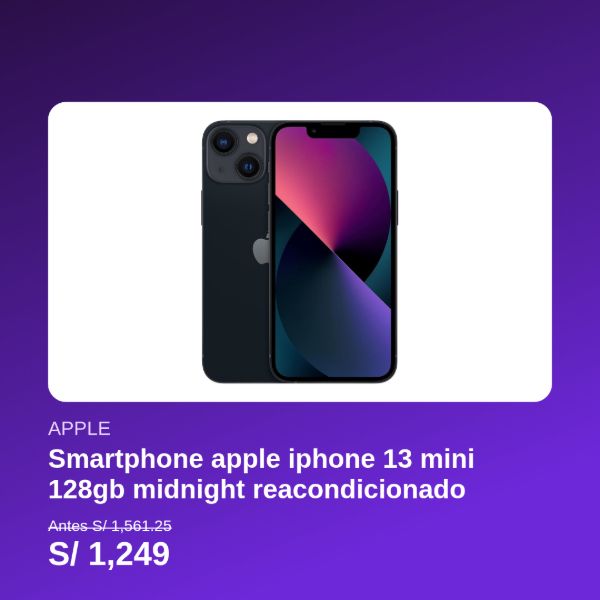 APPLE
Smartphone apple iphone 13 mini
128gb midnight reacondicionado
Antes S/ 1,561.25
S/ 1,249